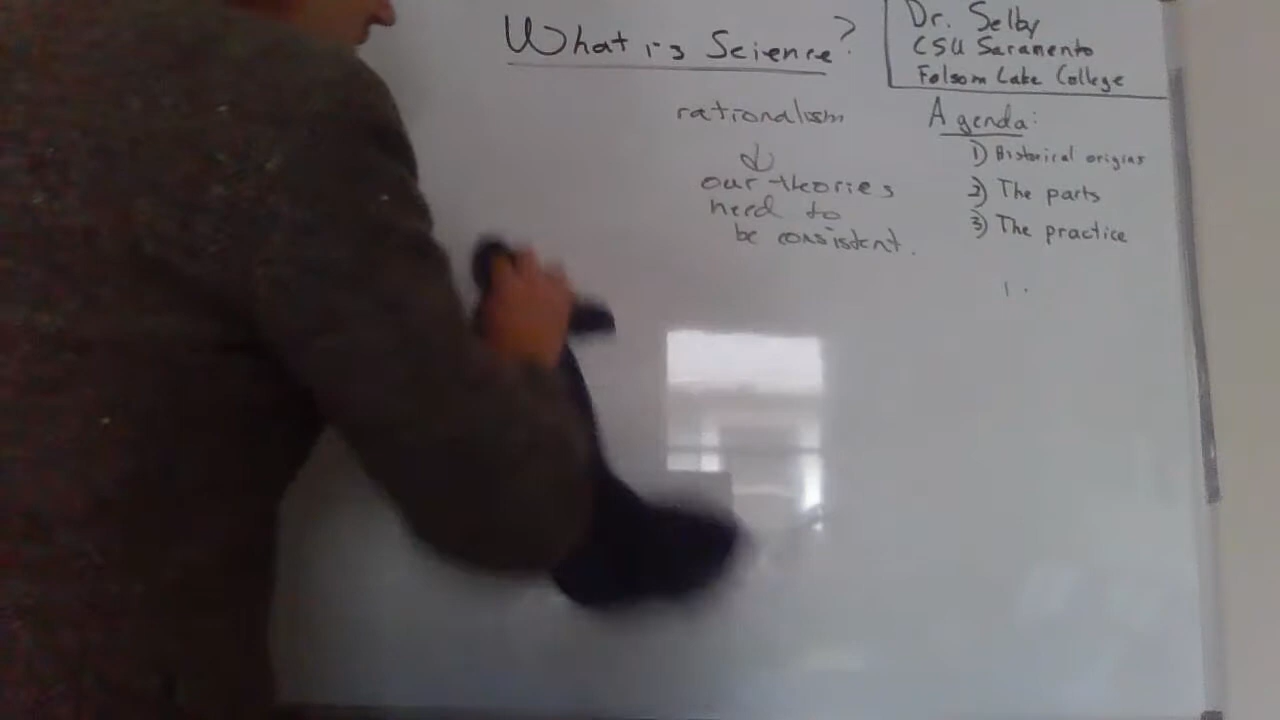 What is Science?
Dr. Selby
CSU Saramento
Folsom Lake College
rationalism
↓
our theories
need to
be consistent.
Agenda:
1) Historical origins
2) The parts
3) The practice